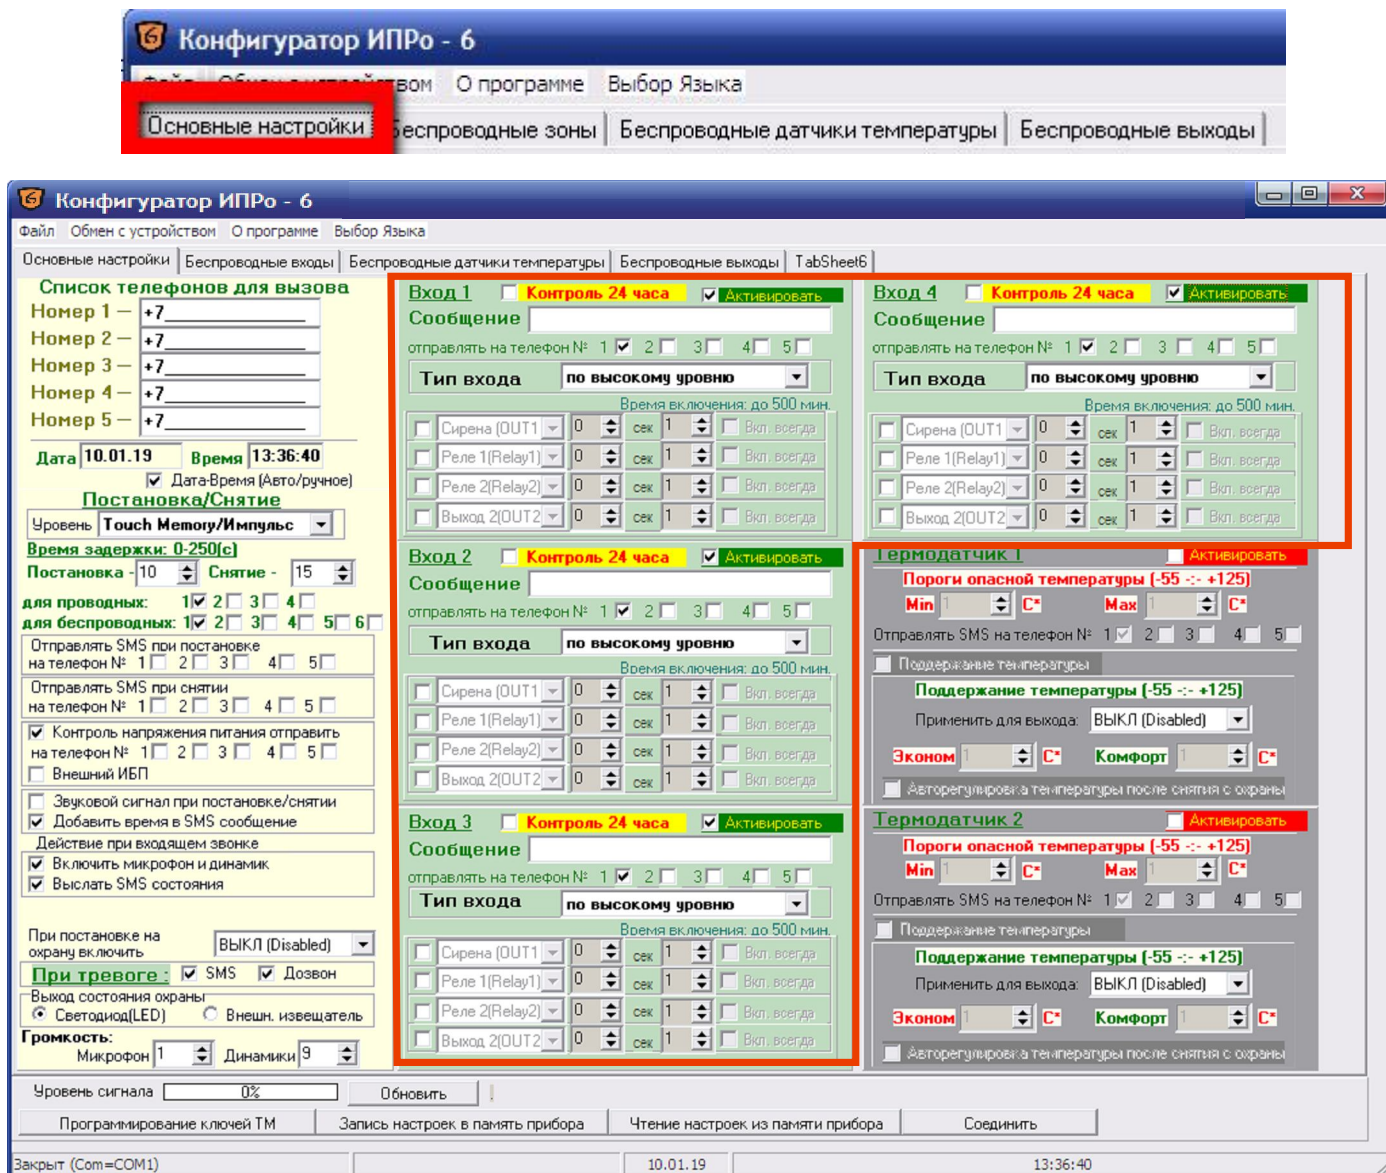 Конфигуратор ИПРо - 6
Файл Обмен с устройством О программе Выбор Языка
Основные настройки Беспроводные зоны Беспроводные датчики температуры Беспроводные выходы
Конфигуратор ИПРо - 6
Файл Обмен с устройством О программе Выбор Языка
Основные настройки Беспроводные входы Беспроводные датчики температуры Беспроводные выходы TabSheet6
Список телефонов для вызова
Номер 1 – +7
Номер 2 – +7
Номер 3 – +7
Номер 4 – +7
Номер 5 – +7
Дата 10.01.19 Время 13:36:40
Дата-Время (Авто/ручное)
Постановка/Снятие
Уровень Touch Memory/Импульс
Время задержки: 0-250(с)
Постановка - 10 Снятие - 15
для проводных: 1 2 3 4
для беспроводных: 1 2 3 4 5 6
Отправлять SMS при постановке
на телефон № 1 2 3 4 5
Отправлять SMS при снятии
на телефон № 1 2 3 4 5
Контроль напряжения питания отправить
на телефон № 1 2 3 4 5
Внешний ИБП
Звуковой сигнал при постановке/снятии
Добавить время в SMS сообщение
Действие при входящем звонке
Включить микрофон и динамик
Выслать SMS состояния
При постановке на
охрану включить ВЫКЛ (Disabled)
При тревоге : SMS Дозвон
Выход состояния охраны
Светодиод(LED) Внешн. извещатель
Громкость:
Микрофон 1 Динамики 9
Вход 1 Контроль 24 часа Активировать
Сообщение
отправлять на телефон № 1 2 3 4 5
Тип входа по высокому уровню
Время включения: до 500 мин.
Сирена (OUT1 0 сек 1 Вкл. всегда
Реле 1(Relay1) 0 сек 1 Вкл. всегда
Реле 2(Relay2) 0 сек 1 Вкл. всегда
Выход 2(OUT2 0 сек 1 Вкл. всегда
Вход 2 Контроль 24 часа Активировать
Сообщение
отправлять на телефон № 1 2 3 4 5
Тип входа по высокому уровню
Время включения: до 500 мин.
Сирена (OUT1 0 сек 1 Вкл. всегда
Реле 1(Relay1) 0 сек 1 Вкл. всегда
Реле 2(Relay2) 0 сек 1 Вкл. всегда
Выход 2(OUT2 0 сек 1 Вкл. всегда
Вход 3 Контроль 24 часа Активировать
Сообщение
отправлять на телефон № 1 2 3 4 5
Тип входа по высокому уровню
Время включения: до 500 мин.
Сирена (OUT1 0 сек 1 Вкл. всегда
Реле 1(Relay1) 0 сек 1 Вкл. всегда
Реле 2(Relay2) 0 сек 1 Вкл. всегда
Выход 2(OUT2 0 сек 1 Вкл. всегда
Вход 4 Контроль 24 часа Активировать
Сообщение
отправлять на телефон № 1 2 3 4 5
Тип входа по высокому уровню
Время включения: до 500 мин.
Сирена (OUT1 0 сек 1 Вкл. всегда
Реле 1(Relay1) 0 сек 1 Вкл. всегда
Реле 2(Relay2) 0 сек 1 Вкл. всегда
Выход 2(OUT2 0 сек 1 Вкл. всегда
Термодатчик 1 Активировать
Пороги опасной температуры (-55 -:- +125)
Min 1 C* Max 1 C*
Отправлять SMS на телефон № 1 2 3 4 5
Поддержание температуры
Поддержание температуры (-55 -:- +125)
Применить для выхода: ВЫКЛ (Disabled)
Эконом 1 C* Комфорт 1 C*
Авторегулировка температуры после снятия с охраны
Термодатчик 2 Активировать
Пороги опасной температуры (-55 -:- +125)
Min 1 C* Max 1 C*
Отправлять SMS на телефон № 1 2 3 4 5
Поддержание температуры
Поддержание температуры (-55 -:- +125)
Применить для выхода: ВЫКЛ (Disabled)
Эконом 1 C* Комфорт 1 C*
Авторегулировка температуры после снятия с охраны
Уровень сигнала 0% Обновить
Программирование ключей ТМ Запись настроек в память прибора Чтение настроек из памяти прибора Соединить
Закрыт (Com=COM1) 10.01.19 13:36:40